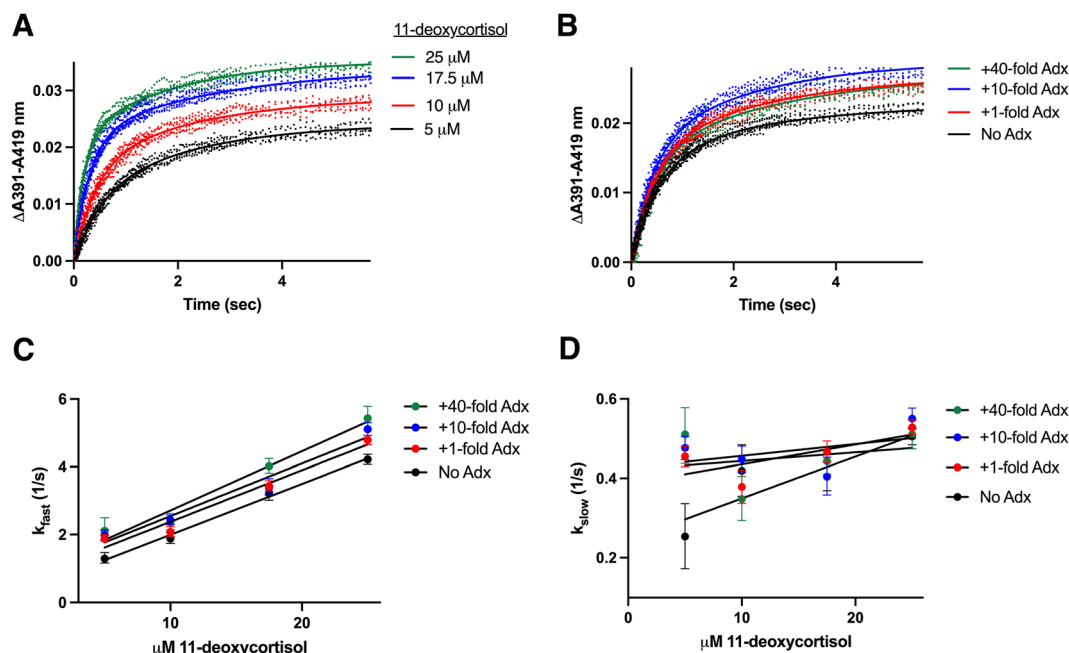 A
11-deoxycortisol
25 μM
17.5 μM
10 μM
5 μM
0.03
0.02
0.01
0.00
ΔA391-A419 nm
0
2
4
Time (sec)
B
+40-fold Adx
+10-fold Adx
+1-fold Adx
No Adx
0.02
0.01
0.00
ΔA391-A419 nm
0
2
4
Time (sec)
C
6
4
2
0
kfast (1/s)
10
20
μM 11-deoxycortisol
+40-fold Adx
+10-fold Adx
+1-fold Adx
No Adx
D
0.6
0.4
0.2
kslow (1/s)
0
10
20
μM 11-deoxycortisol
+40-fold Adx
+10-fold Adx
+1-fold Adx
No Adx